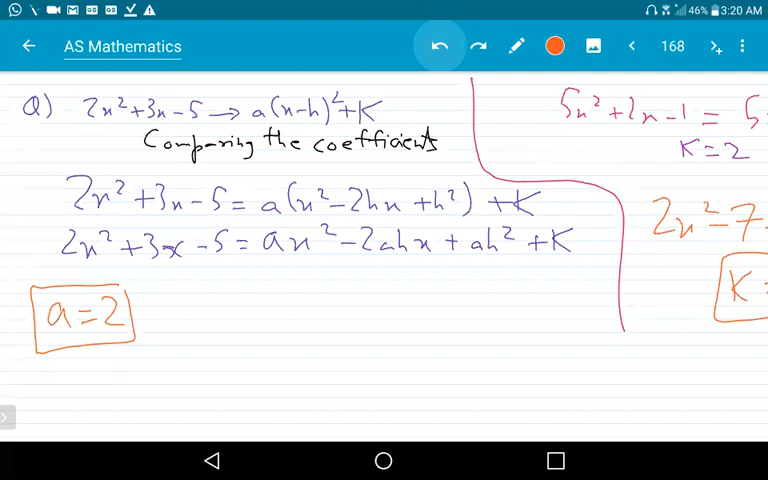 46% 3:20 AM
AS Mathematics
168
Q) 2x²+3x-5 → a(x-h)²+K
Comparing the coefficients
2x²+3x-5 = a(x²-2hx+h²)+K
2x²+3x-5 = ax²-2ahx+ah²+K
a=2
5x²+2x-1 = 5
K=2
2x²-7
K=